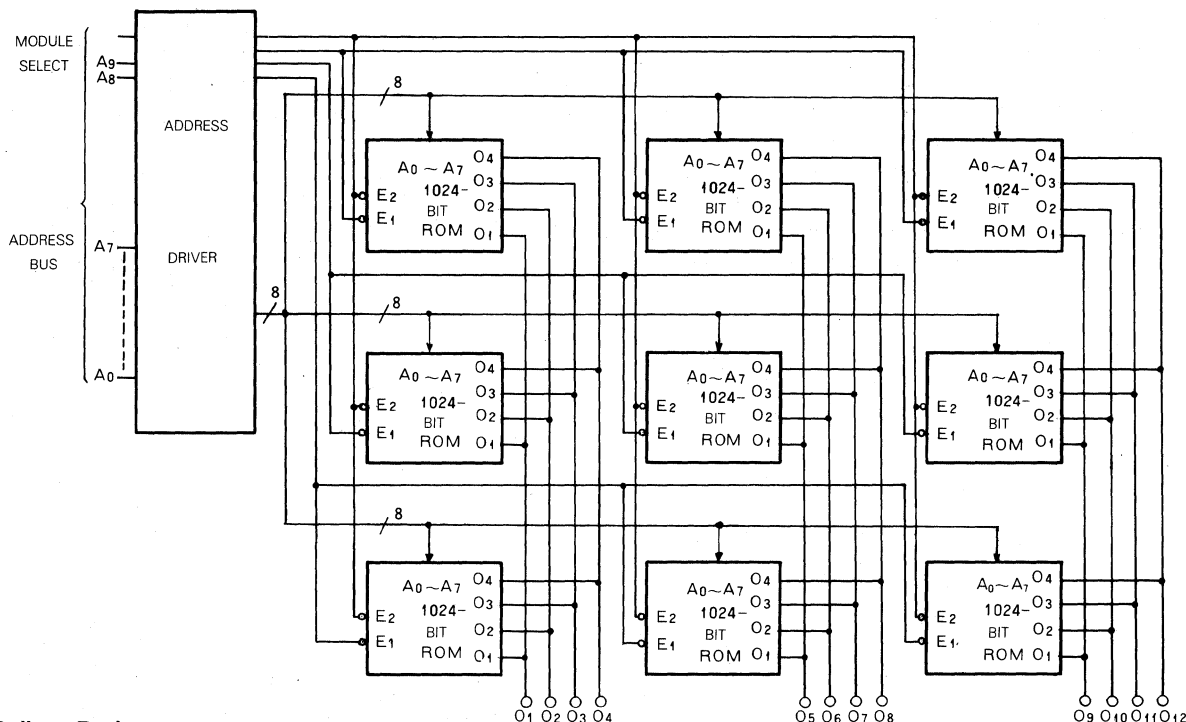 MODULE
SELECT
A9
A8
ADDRESS
BUS
A7
A0
ADDRESS
DRIVER
8
8
A0~A7
1024-
BIT
ROM
E2
E1
O4
O3
O2
O1
A0~A7
1024-
BIT
ROM
E2
E1
O4
O3
O2
O1
A0~A7
1024-
BIT
ROM
E2
E1
O4
O3
O2
O1
8
A0~A7
1024-
BIT
ROM
E2
E1
O4
O3
O2
O1
A0~A7
1024-
BIT
ROM
E2
E1
O4
O3
O2
O1
A0~A7
1024-
BIT
ROM
E2
E1
O4
O3
O2
O1
8
A0~A7
1024-
BIT
ROM
E2
E1
O4
O3
O2
O1
A0~A7
1024-
BIT
ROM
E2
E1
O4
O3
O2
O1
A0~A7
1024-
BIT
ROM
E2
E1
O4
O3
O2
O1
O1 O2 O3 O4 O5 O6 O7 O8 O9 O10 O11 O12